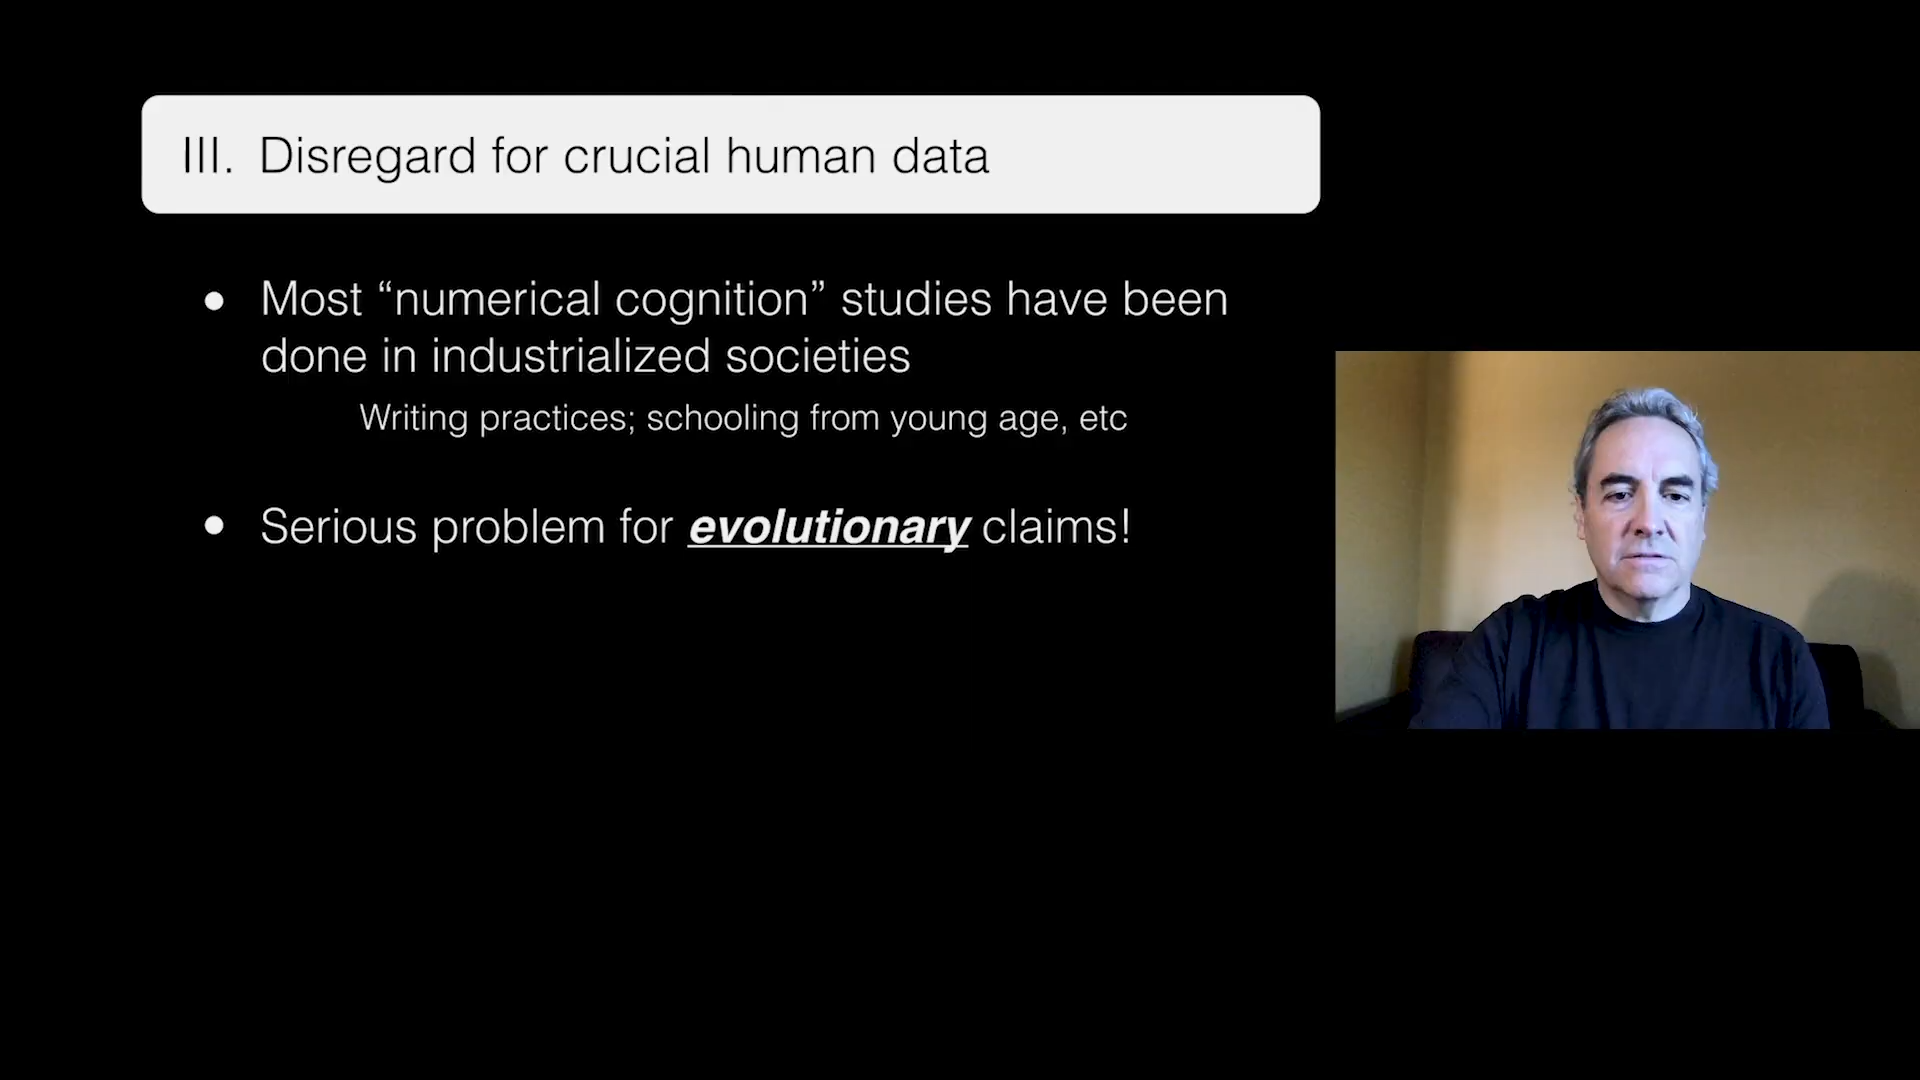 III. Disregard for crucial human data
● Most “numerical cognition” studies have been
done in industrialized societies
Writing practices; schooling from young age, etc
● Serious problem for evolutionary claims!